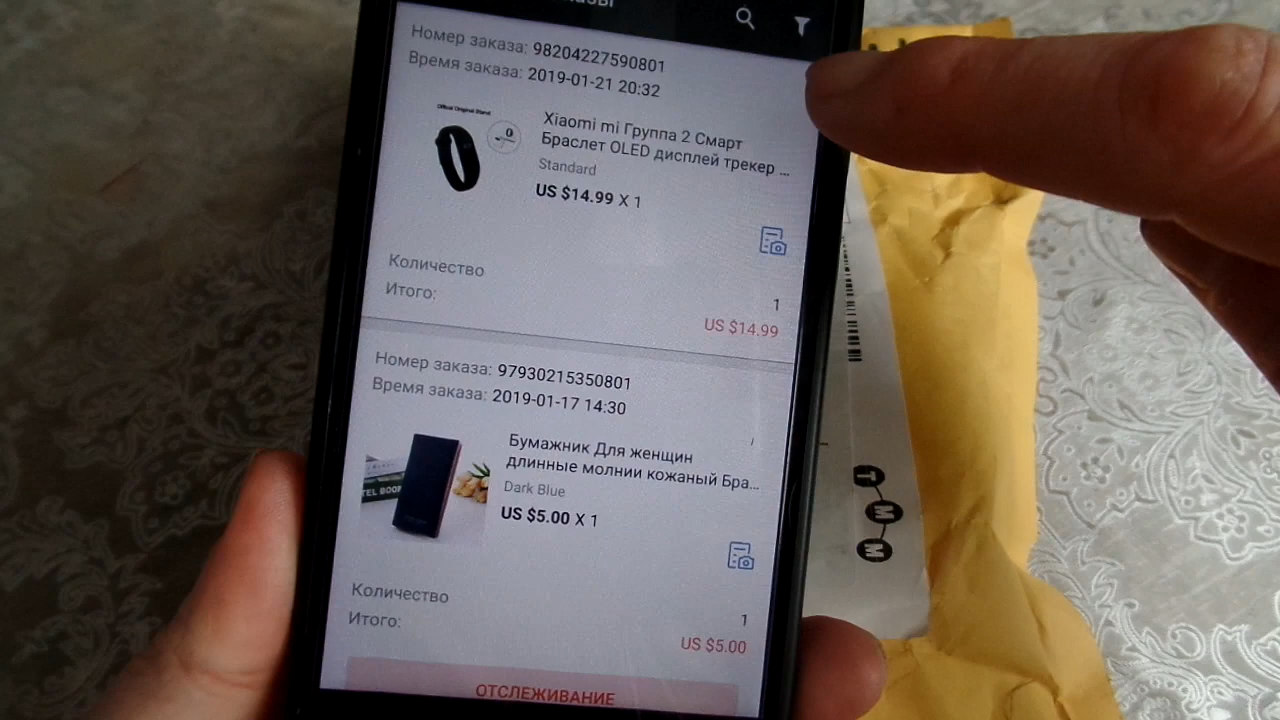 Номер заказа: 98204227590801
Время заказа: 2019-01-21 20:32
Xiaomi mi Группа 2 Смарт
Браслет OLED дисплей трекер ...
Standard
US $14.99 X 1
Количество
1
Итого:
US $14.99
Номер заказа: 97930215350801
Время заказа: 2019-01-17 14:30
Бумажник Для женщин
длинные молнии кожаный Бра...
Dark Blue
US $5.00 X 1
Количество
1
Итого:
US $5.00
ОТСЛЕЖИВАНИЕ
TMM